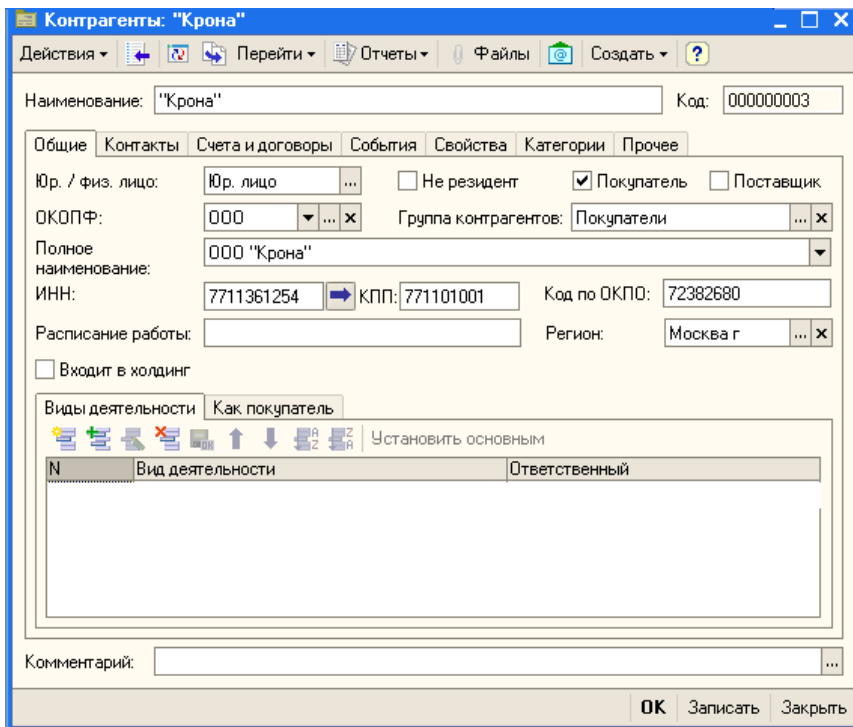 Контрагенты: "Крона"
Действия Перейти Отчеты Файлы Создать ?
Наименование: "Крона" Код: 000000003
Общие Контакты Счета и договоры События Свойства Категории Прочее
Юр. / физ. лицо: Юр. лицо ... Не резидент Покупатель Поставщик
ОКОПФ: ООО ... x Группа контрагентов: Покупатели ... x
Полное наименование: ООО "Крона"
ИНН: 7711361254 КПП: 771101001 Код по ОКПО: 72382680
Расписание работы: Регион: Москва г ... x
Входит в холдинг
Виды деятельности Как покупатель
Установить основным
N Вид деятельности Ответственный
Комментарий: ...
OK Записать Закрыть